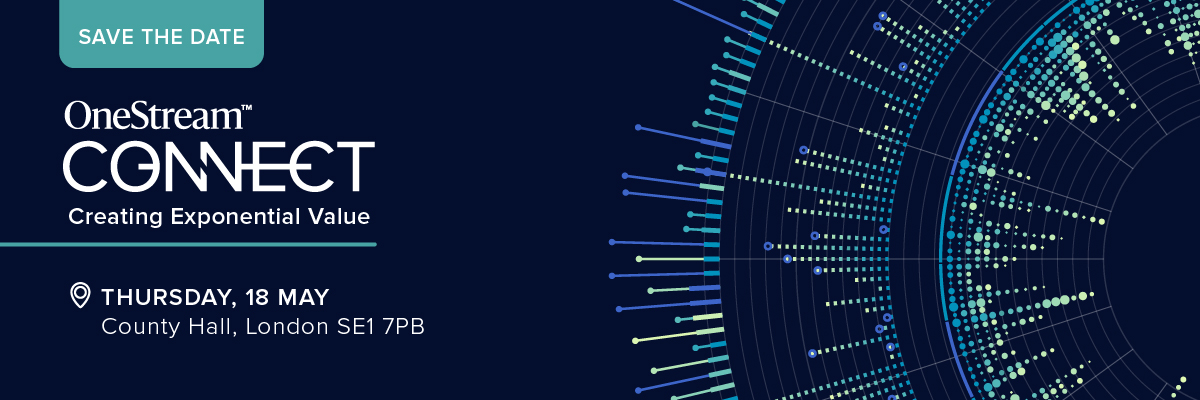 SAVE THE DATE
OneStream™
CONNECT
Creating Exponential Value
THURSDAY, 18 MAY
County Hall, London SE1 7PB